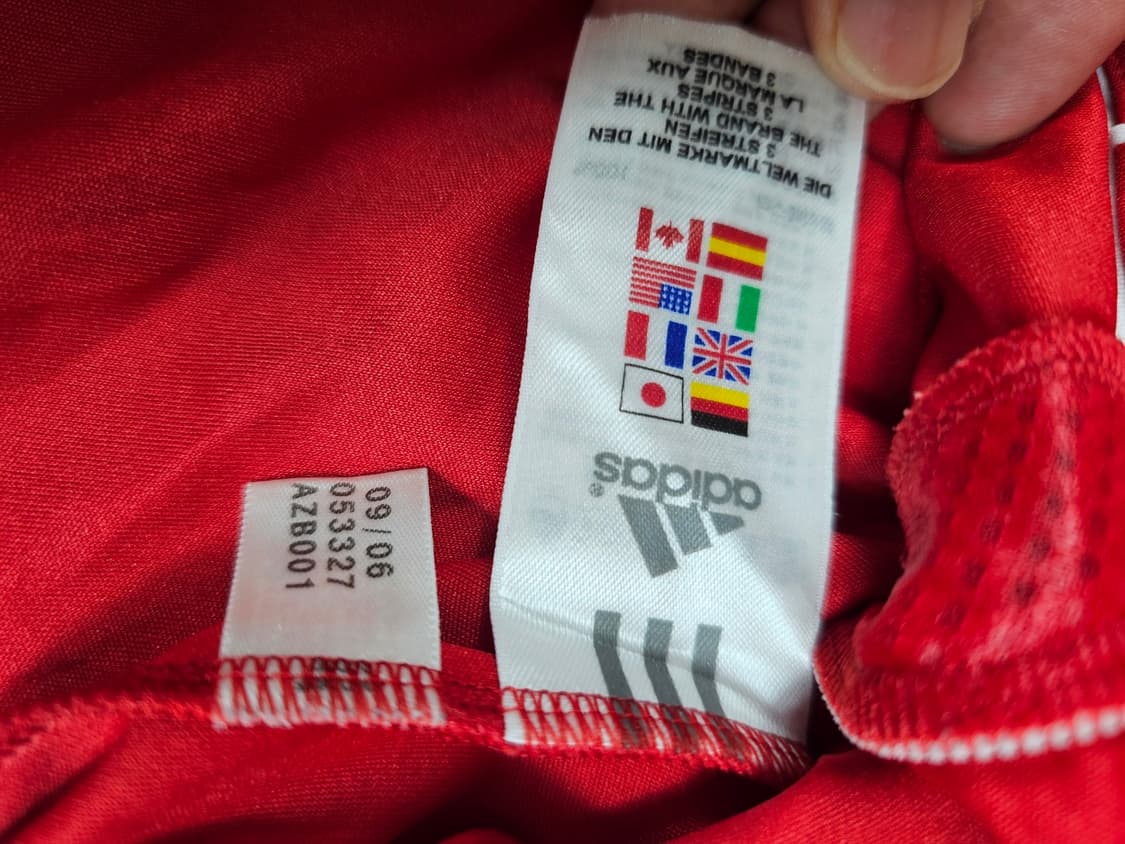 09/06
053327
AZB001
adidas®
DIE WELTMARKE MIT DEN
3 STREIFEN
THE BRAND WITH THE
3 STRIPES
LA MARQUE AUX
3 BANDES